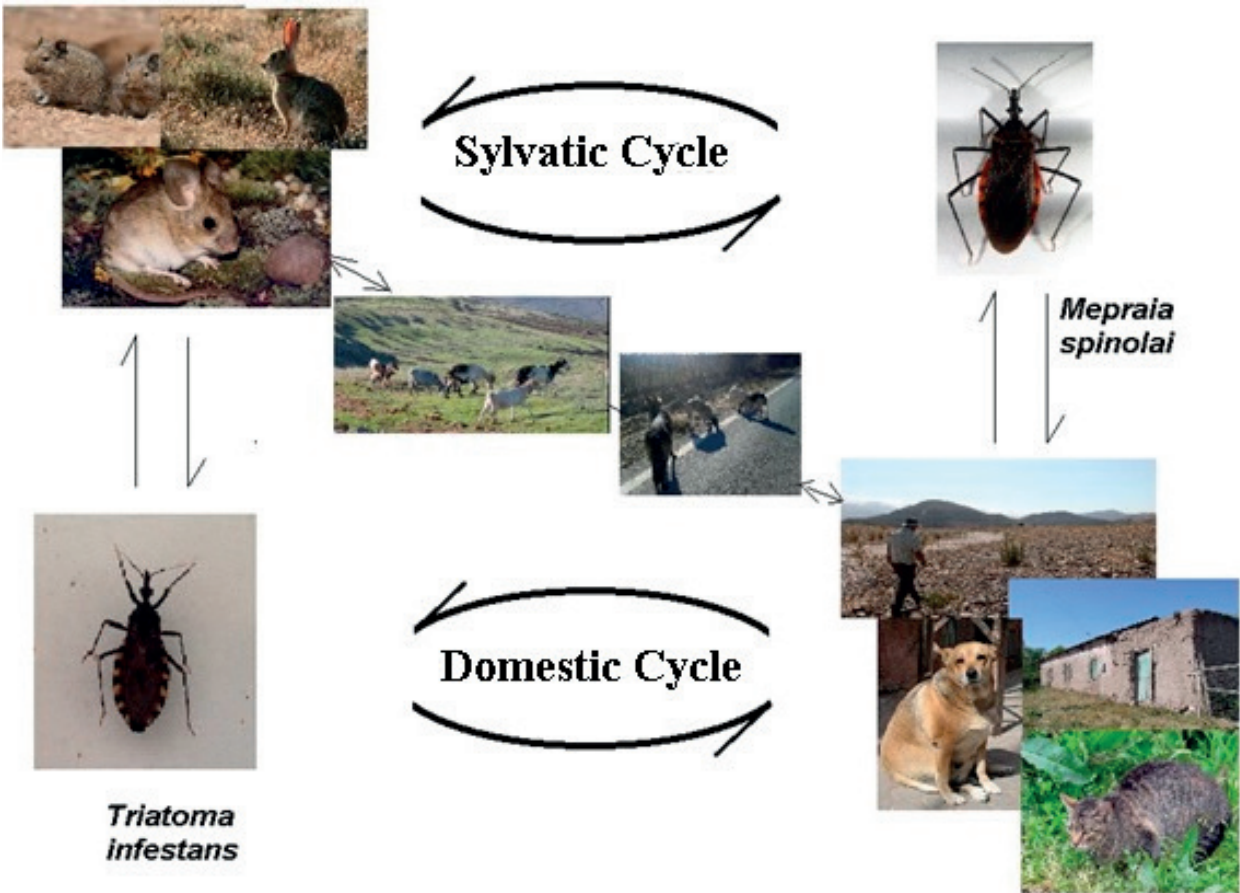 Sylvatic Cycle
Mepraia
spinolai
Domestic Cycle
Triatoma
infestans